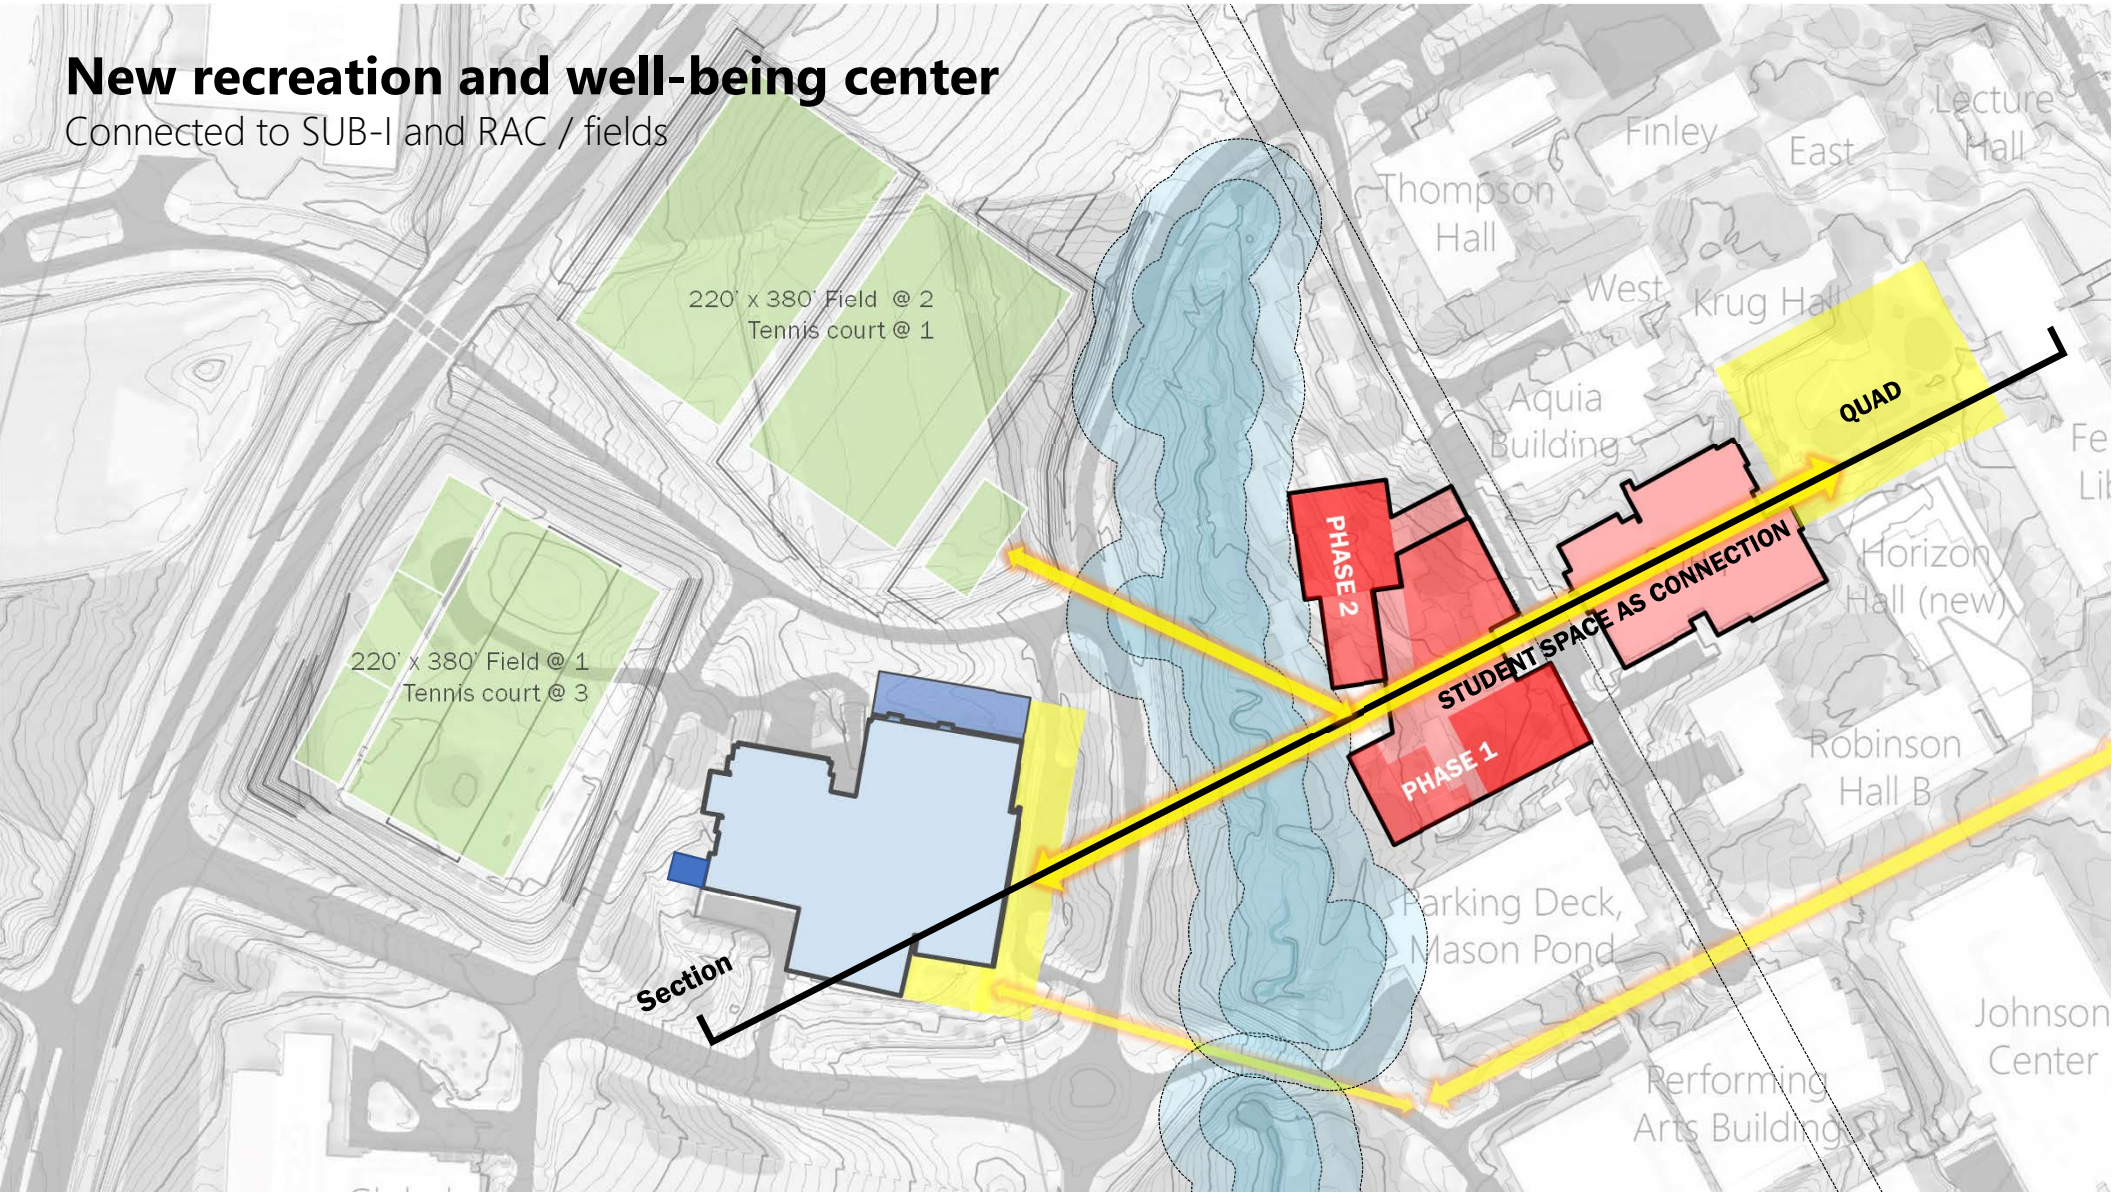 New recreation and well-being center
Connected to SUB-I and RAC / fields
Lecture
Hall
Finley
East
Thompson
Hall
West
Krug Hall
220' x 380' Field @ 2
Tennis court @ 1
QUAD
Aquia
Building
Fe
Lib
PHASE 2
STUDENT SPACE AS CONNECTION
Horizon
Hall (new)
220' x 380' Field @ 1
Tennis court @ 3
PHASE 1
Robinson
Hall B
Parking Deck,
Mason Pond
Section
Johnson
Center
Performing
Arts Building